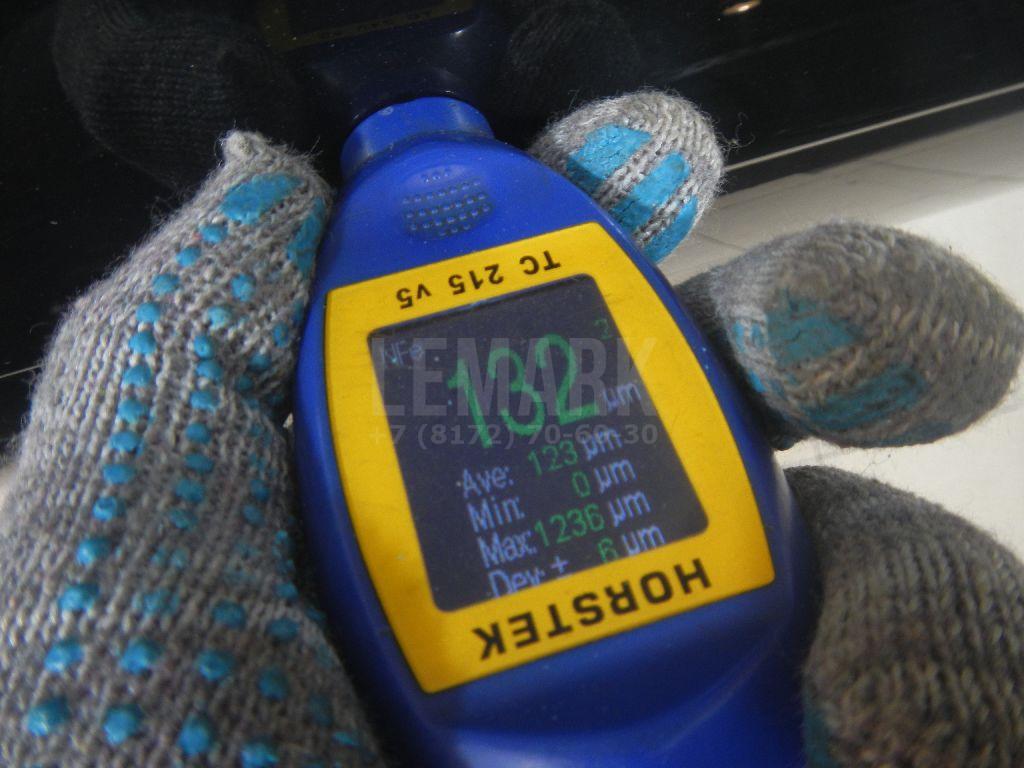 TC 215 v5
NFe
132 µm
Ave: 123 µm
Min: 0 µm
Max: 1236 µm
Dev: ± 6 µm
HORSTEK
LEMARK
+7 (8172) 70-60-30